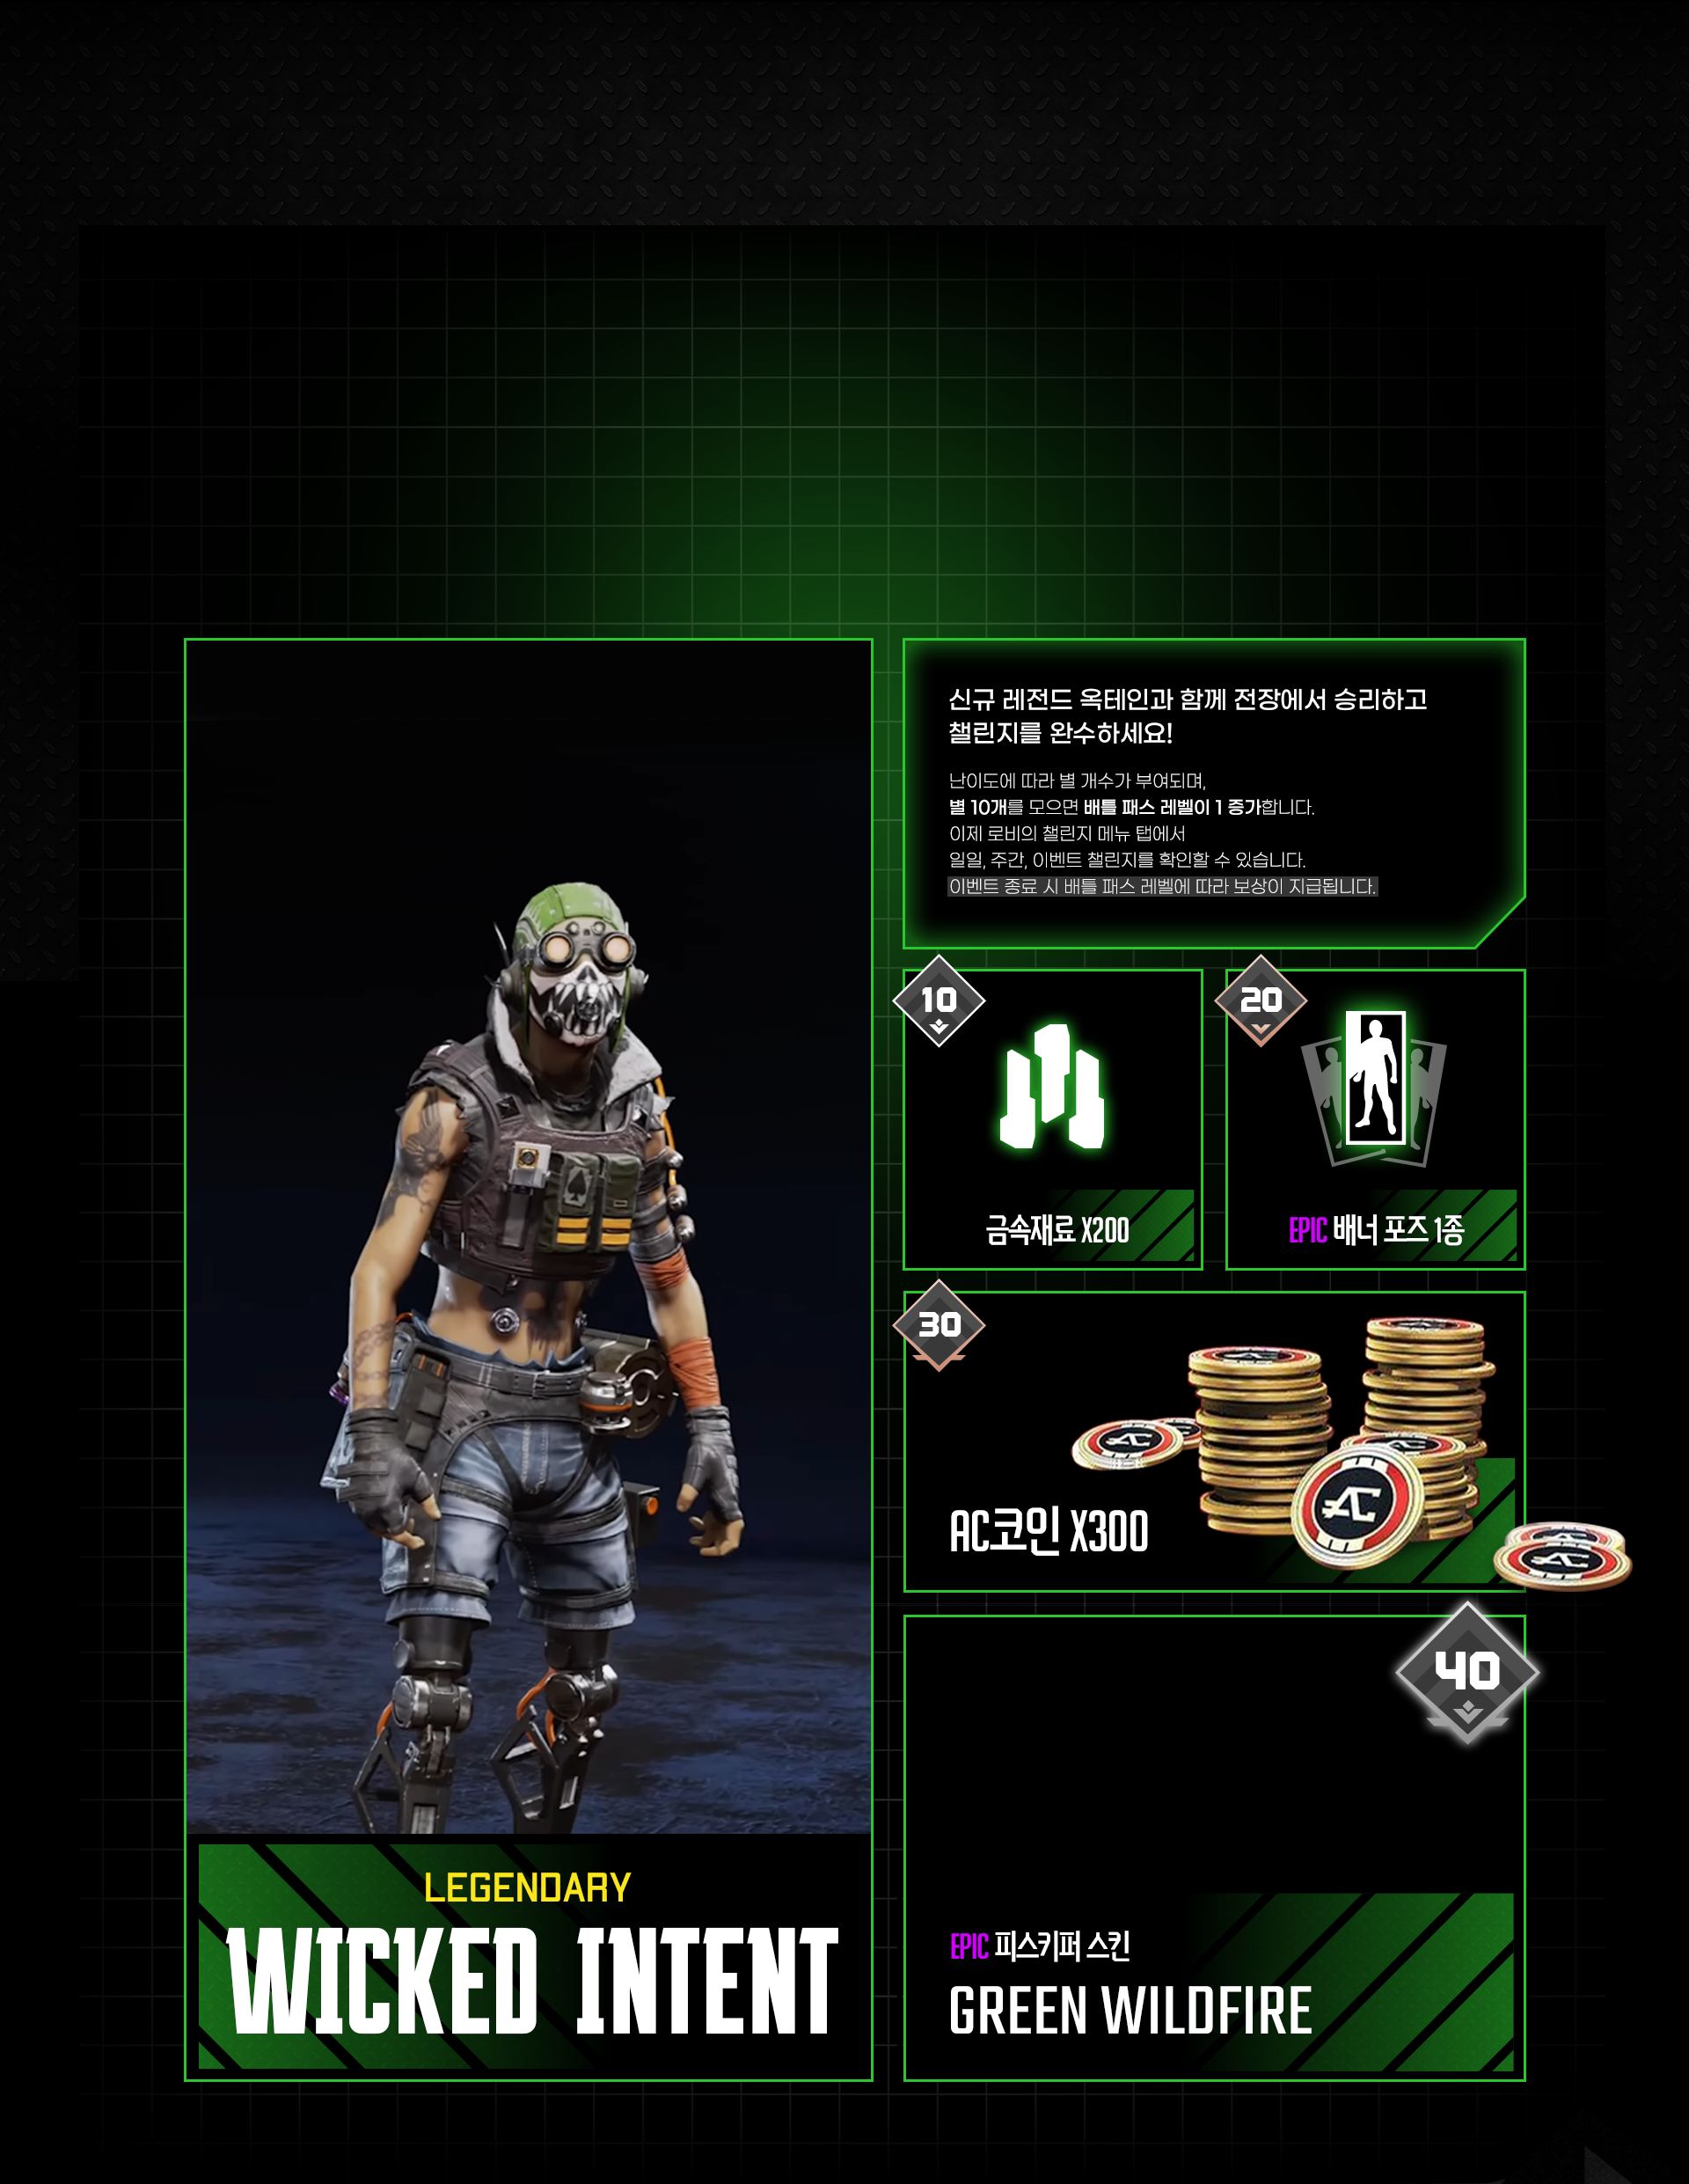 신규 레전드 옥테인과 함께 전장에서 승리하고
챌린지를 완수하세요!
난이도에 따라 별 개수가 부여되며,
별 10개를 모으면 배틀 패스 레벨이 1 증가합니다.
이제 로비의 챌린지 메뉴 탭에서
일일, 주간, 이벤트 챌린지를 확인할 수 있습니다.
이벤트 종료 시 배틀 패스 레벨에 따라 보상이 지급됩니다.
10
금속재료 X200
20
EPIC 배너 포즈 1종
30
AC코인 X300
40
EPIC 피스키퍼 스킨
GREEN WILDFIRE
LEGENDARY
WICKED INTENT